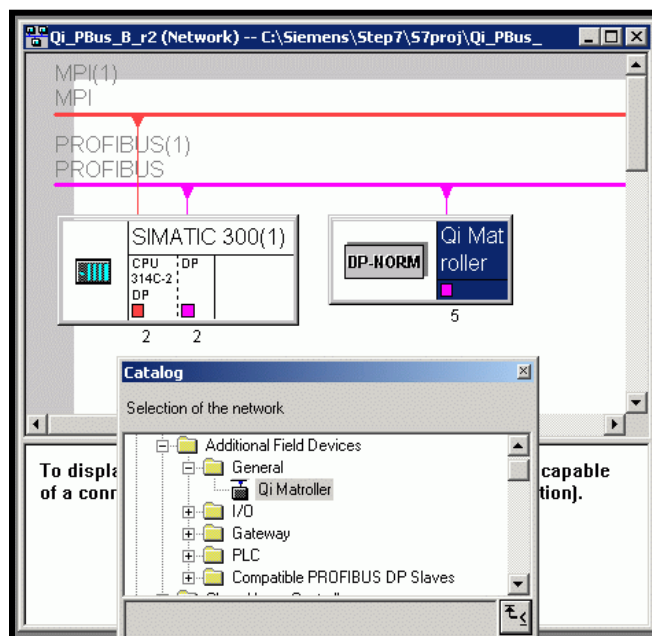 Qi_PBus_B_r2 (Network) -- C:\Siemens\Step7\S7proj\Qi_PBus_
MPI(1)
MPI
PROFIBUS(1)
PROFIBUS
SIMATIC 300(1)
CPU
314C-2
DP
DP
2
2
DP-NORM
Qi Mat
roller
5
Catalog
Selection of the network
Additional Field Devices
General
Qi Matroller
I/O
Gateway
PLC
Compatible PROFIBUS DP Slaves
To displa
capable
of a conn
tion).